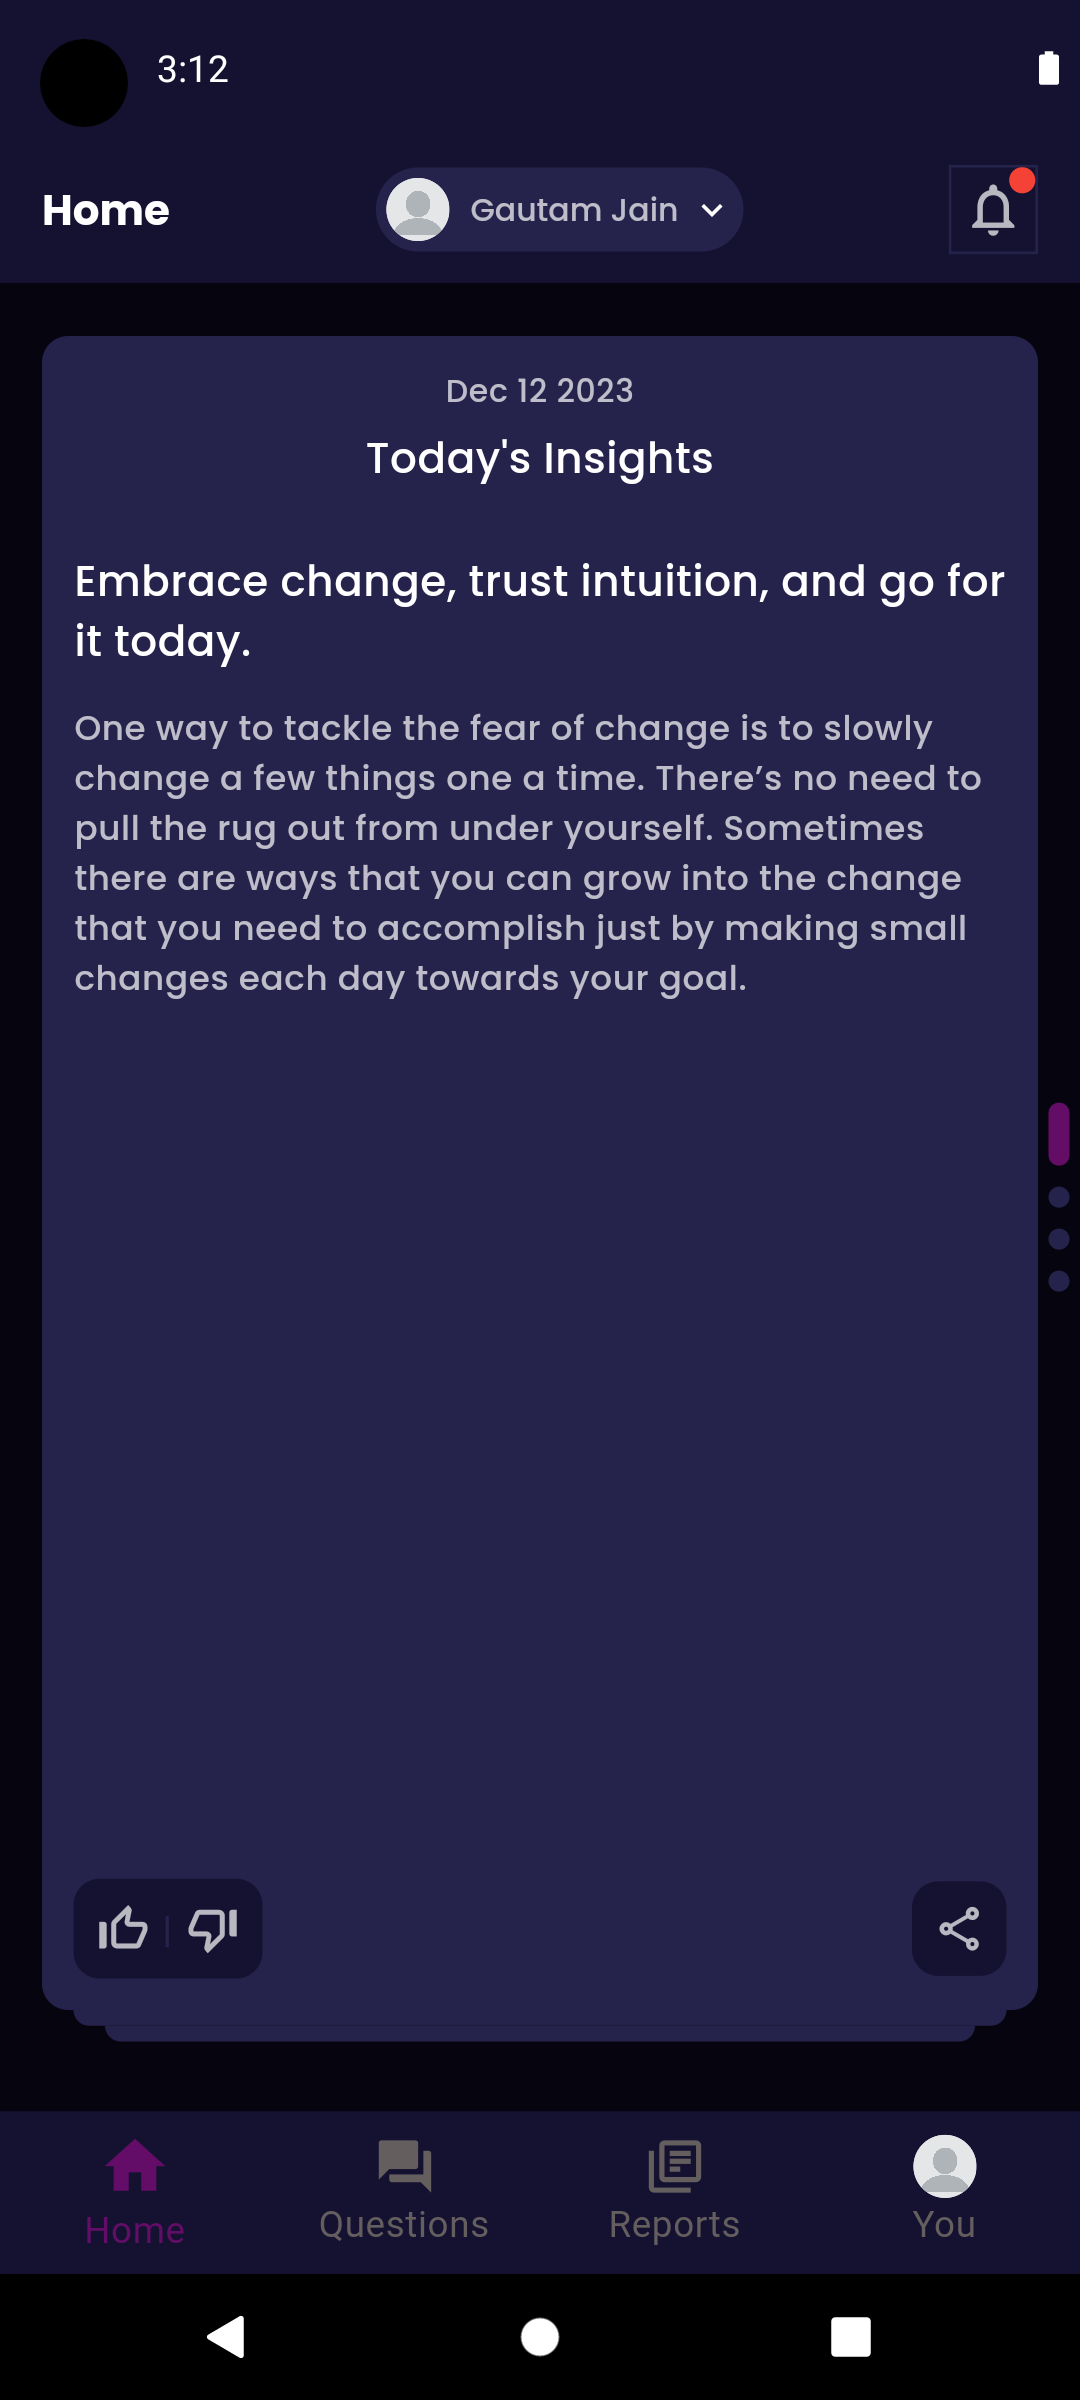 3:12
Home
Gautam Jain
Dec 12 2023
Today's Insights
Embrace change, trust intuition, and go for
it today.
One way to tackle the fear of change is to slowly
change a few things one a time. There’s no need to
pull the rug out from under yourself. Sometimes
there are ways that you can grow into the change
that you need to accomplish just by making small
changes each day towards your goal.
Home
Questions
Reports
You